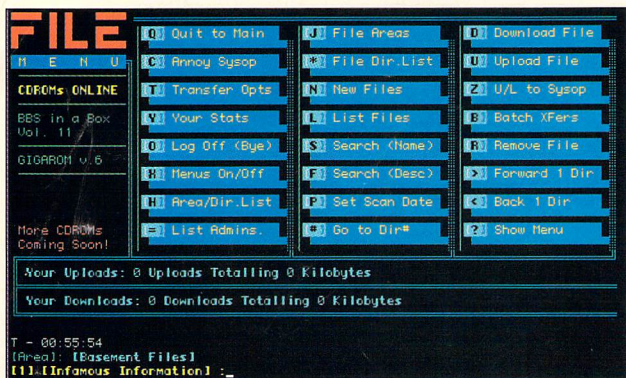 FILE
M E N U
CDROMs ONLINE
BBS in a Box
Vol. 11
GIGAROM v.6
More CDROMs
Coming Soon!
[Q] Quit to Main
[C] Annoy Sysop
[T] Transfer Opts
[Y] Your Stats
[O] Log Off (Bye)
[X] Menus On/Off
[H] Area/Dir.List
[=] List Admins.
[J] File Areas
[*] File Dir.List
[N] New Files
[L] List Files
[S] Search (Name)
[F] Search (Desc)
[P] Set Scan Date
[#] Go to Dir#
[D] Download File
[U] Upload File
[Z] U/L to Sysop
[B] Batch XFers
[R] Remove File
[>] Forward 1 Dir
[<] Back 1 Dir
[?] Show Menu
Your Uploads: 0 Uploads Totalling 0 Kilobytes
Your Downloads: 0 Downloads Totalling 0 Kilobytes
T - 00:55:54
[Area]: [Basement Files]
[1] [Infamous Information] :_